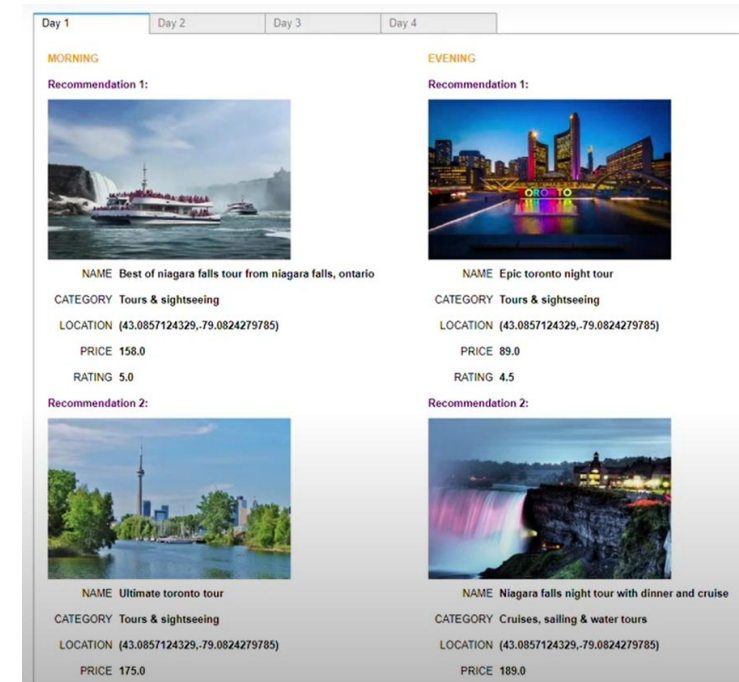 Day 1
Day 2
Day 3
Day 4
MORNING
Recommendation 1:
NAME Best of niagara falls tour from niagara falls, ontario
CATEGORY Tours & sightseeing
LOCATION (43.0857124329,-79.0824279785)
PRICE 158.0
RATING 5.0
Recommendation 2:
NAME Ultimate toronto tour
CATEGORY Tours & sightseeing
LOCATION (43.0857124329,-79.0824279785)
PRICE 175.0
EVENING
Recommendation 1:
ORONTO
NAME Epic toronto night tour
CATEGORY Tours & sightseeing
LOCATION (43.0857124329,-79.0824279785)
PRICE 89.0
RATING 4.5
Recommendation 2:
NAME Niagara falls night tour with dinner and cruise
CATEGORY Cruises, sailing & water tours
LOCATION (43.0857124329,-79.0824279785)
PRICE 189.0